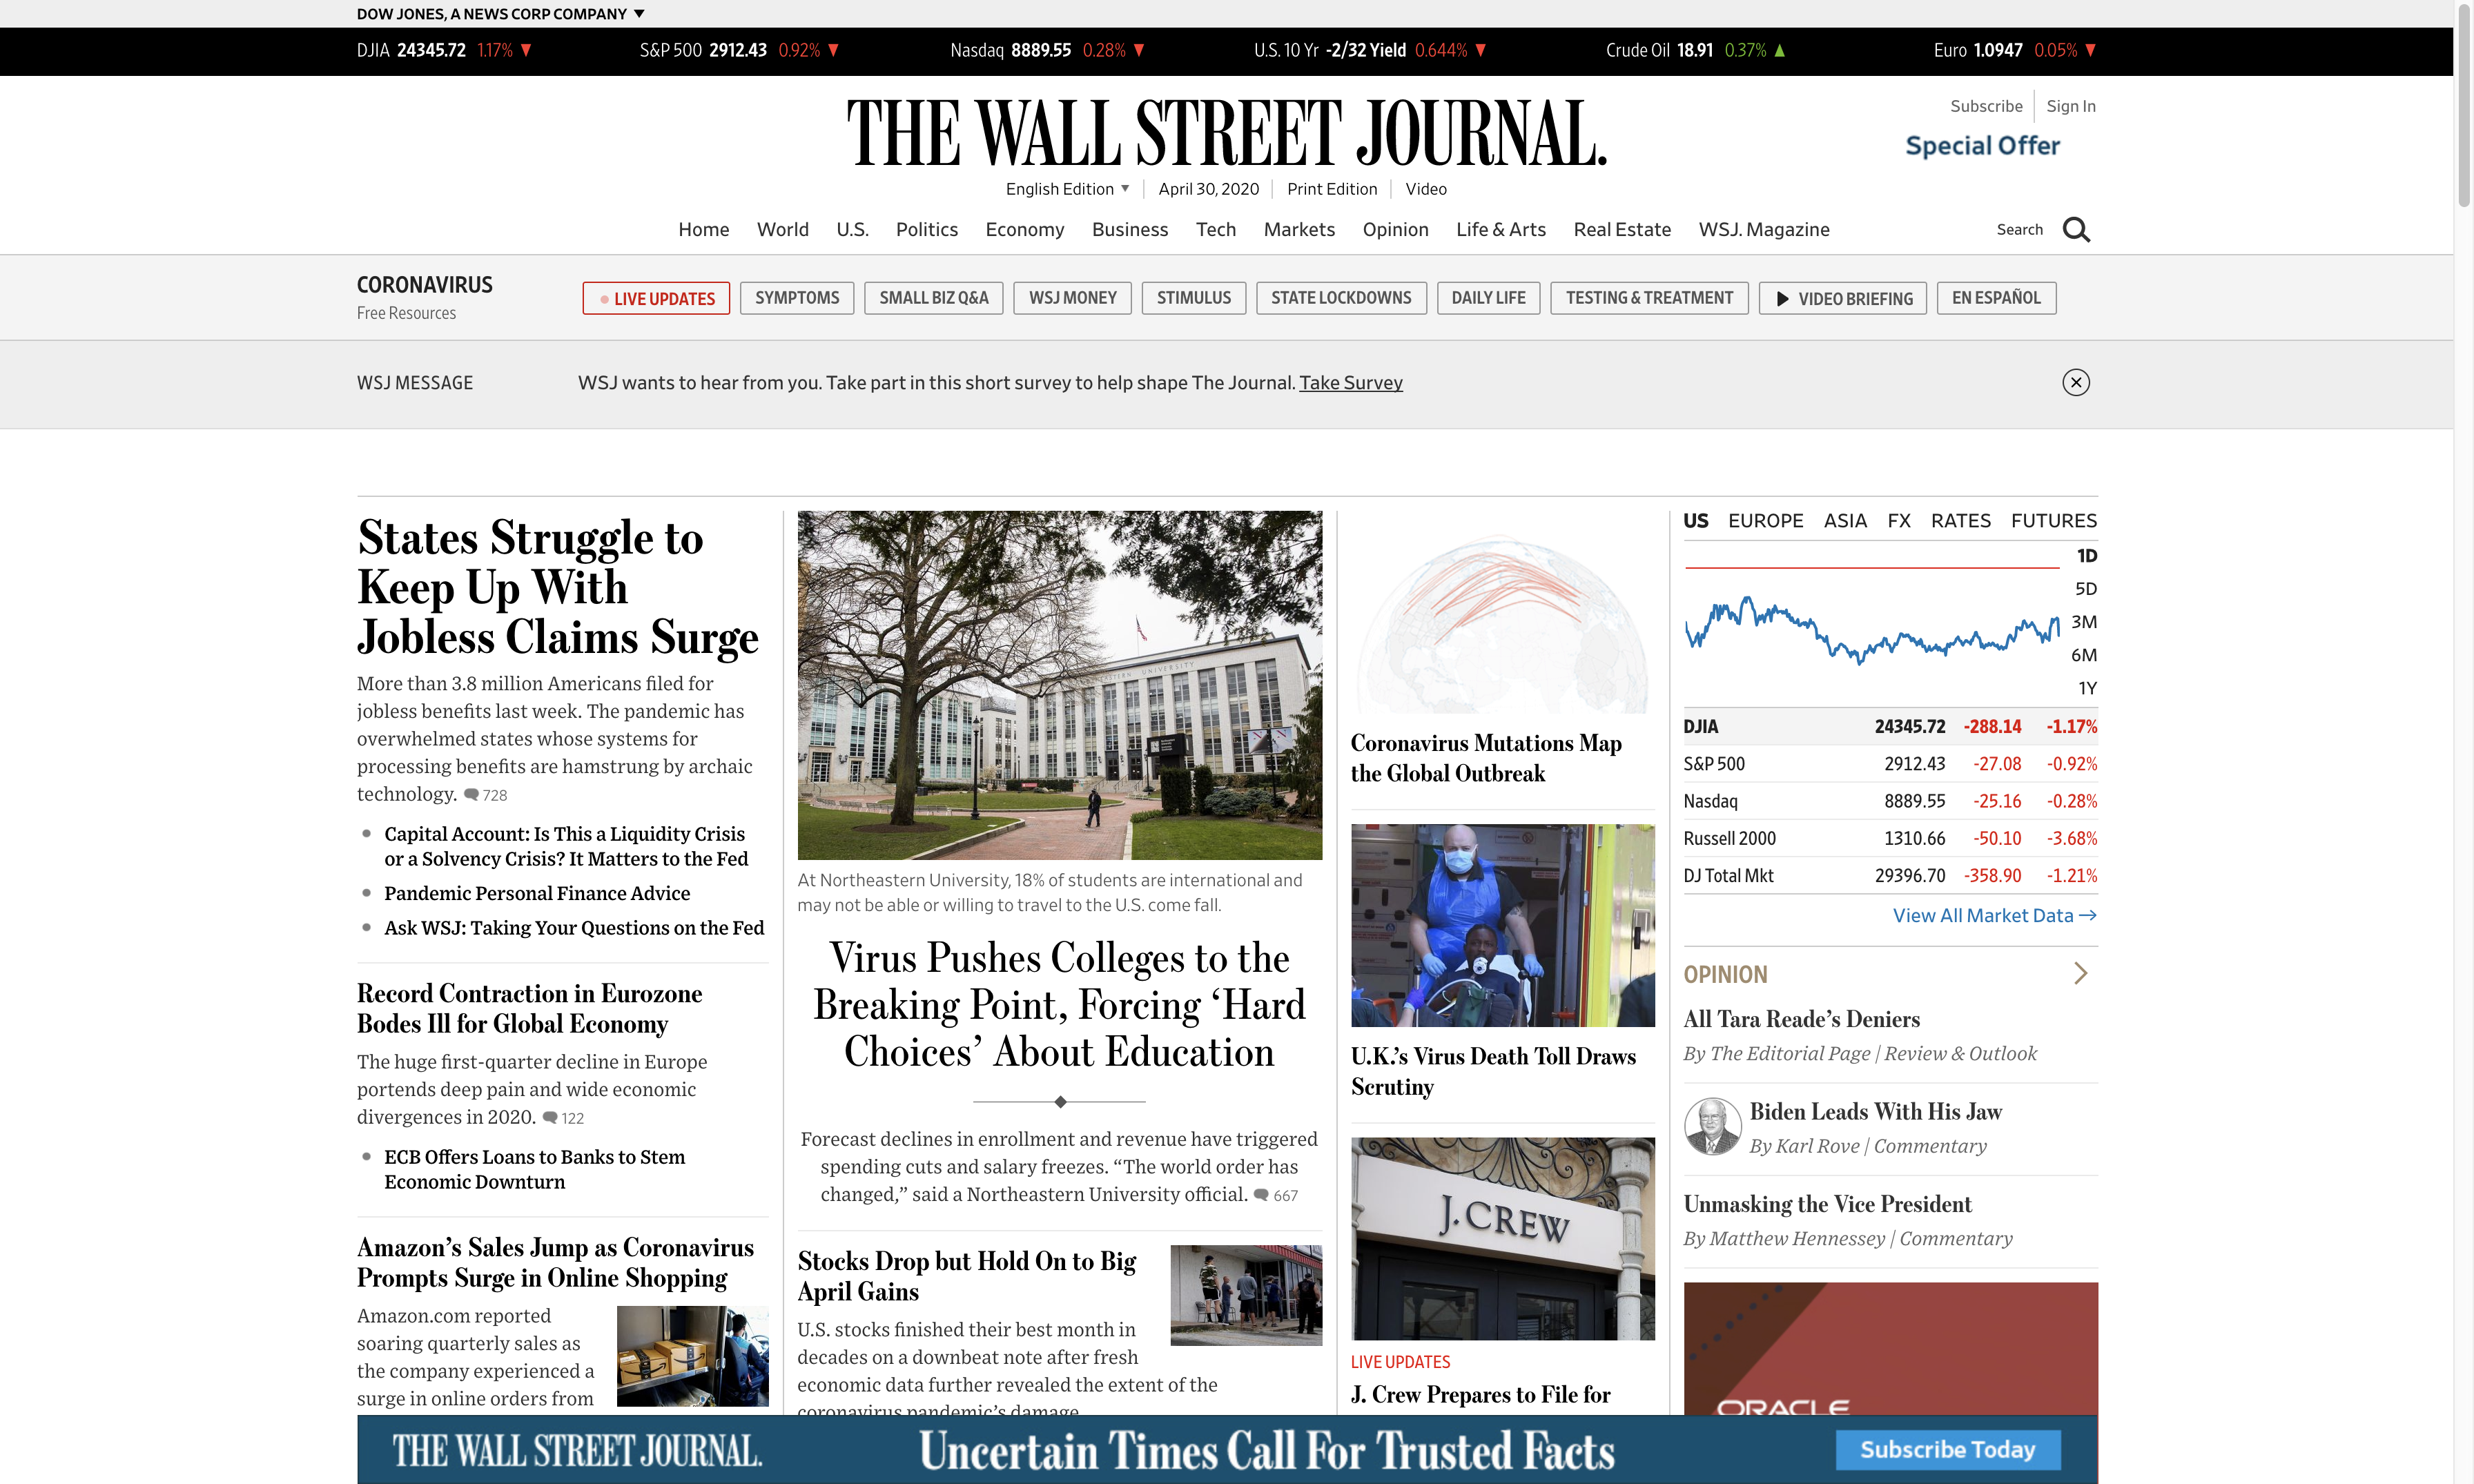 DOW JONES, A NEWS CORP COMPANY
DJIA 24345.72 1.17% ▼
S&P 500 2912.43 0.92% ▼
Nasdaq 8889.55 0.28% ▼
U.S. 10 Yr -2/32 Yield 0.644% ▼
Crude Oil 18.91 0.37% ▲
Euro 1.0947 0.05% ▼
THE WALL STREET JOURNAL.
Subscribe
Sign In
Special Offer
English Edition ▼
April 30, 2020
Print Edition
Video
Home World U.S. Politics Economy Business Tech Markets Opinion Life & Arts Real Estate WSJ. Magazine
Search
CORONAVIRUS
Free Resources
LIVE UPDATES
SYMPTOMS
SMALL BIZ Q&A
WSJ MONEY
STIMULUS
STATE LOCKDOWNS
DAILY LIFE
TESTING & TREATMENT
VIDEO BRIEFING
EN ESPAÑOL
WSJ MESSAGE
WSJ wants to hear from you. Take part in this short survey to help shape The Journal. Take Survey
States Struggle to
Keep Up With
Jobless Claims Surge
More than 3.8 million Americans filed for
jobless benefits last week. The pandemic has
overwhelmed states whose systems for
processing benefits are hamstrung by archaic
technology. 728
Capital Account: Is This a Liquidity Crisis
or a Solvency Crisis? It Matters to the Fed
Pandemic Personal Finance Advice
Ask WSJ: Taking Your Questions on the Fed
Record Contraction in Eurozone
Bodes Ill for Global Economy
The huge first-quarter decline in Europe
portends deep pain and wide economic
divergences in 2020. 122
ECB Offers Loans to Banks to Stem
Economic Downturn
Amazon’s Sales Jump as Coronavirus
Prompts Surge in Online Shopping
Amazon.com reported
soaring quarterly sales as
the company experienced a
surge in online orders from
At Northeastern University, 18% of students are international and
may not be able or willing to travel to the U.S. come fall.
Virus Pushes Colleges to the
Breaking Point, Forcing ‘Hard
Choices’ About Education
Forecast declines in enrollment and revenue have triggered
spending cuts and salary freezes. “The world order has
changed,” said a Northeastern University official. 667
Stocks Drop but Hold On to Big
April Gains
U.S. stocks finished their best month in
decades on a downbeat note after fresh
economic data further revealed the extent of the
coronavirus pandemic’s damage
Coronavirus Mutations Map
the Global Outbreak
U.K.’s Virus Death Toll Draws
Scrutiny
J.CREW
LIVE UPDATES
J. Crew Prepares to File for
US EUROPE ASIA FX RATES FUTURES
1D
5D
3M
6M
1Y
DJIA 24345.72 -288.14 -1.17%
S&P 500 2912.43 -27.08 -0.92%
Nasdaq 8889.55 -25.16 -0.28%
Russell 2000 1310.66 -50.10 -3.68%
DJ Total Mkt 29396.70 -358.90 -1.21%
View All Market Data →
OPINION
All Tara Reade’s Deniers
By The Editorial Page | Review & Outlook
Biden Leads With His Jaw
By Karl Rove | Commentary
Unmasking the Vice President
By Matthew Hennessey | Commentary
ORACLE
THE WALL STREET JOURNAL.
Uncertain Times Call For Trusted Facts
Subscribe Today